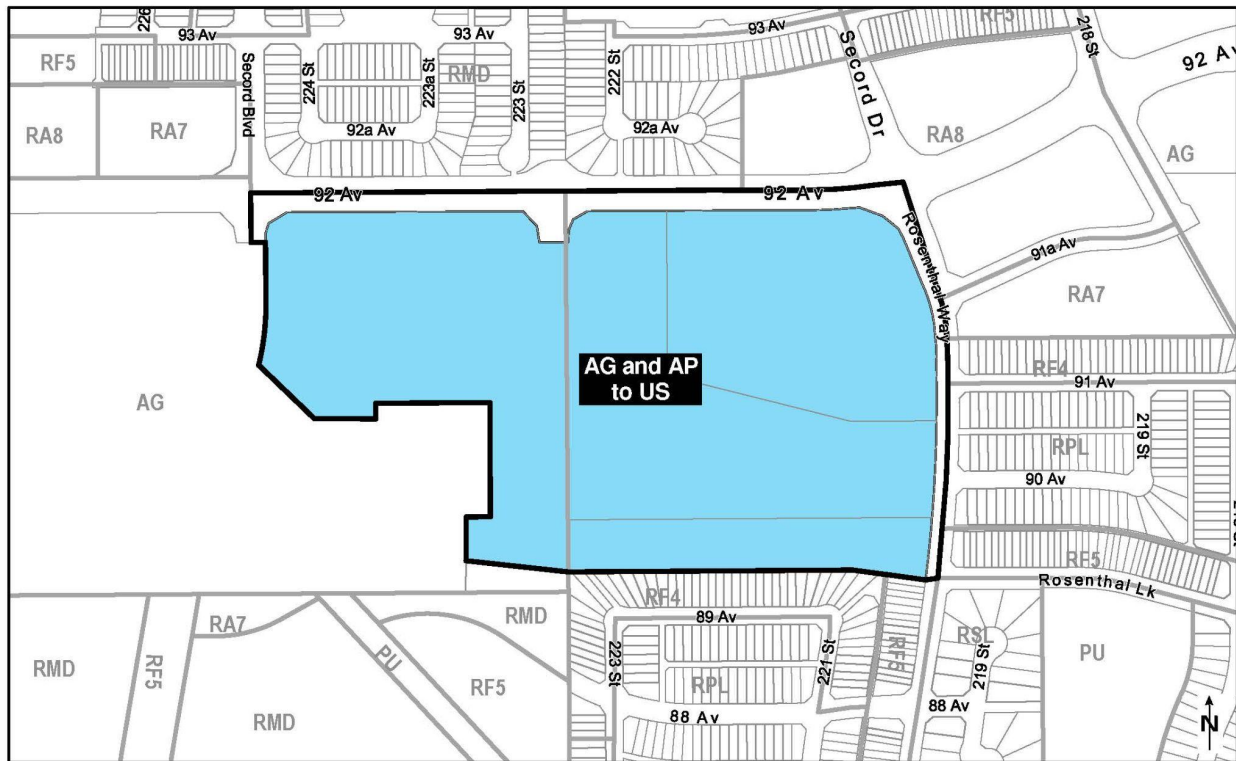 226
93 Av
93 Av
93 Av
RF5
218 St
92 Av
RF5
Secord Blvd
224 St
223a St
RMD
223 St
222 St
Secord Dr
RA8
RA7
92a Av
92a Av
RA8
AG
92 Av
92 Av
Rosenthal Way
91a Av
RA7
AG and AP
to US
RF4
91 Av
AG
219 St
RPL
90 Av
RF5
Rosenthal Lk
RF4
89 Av
RA7
RMD
RF5
PU
RMD
RF5
RMD
223 St
RPL
221 St
88 Av
RF5
RSL
219 St
88 Av
PU
N